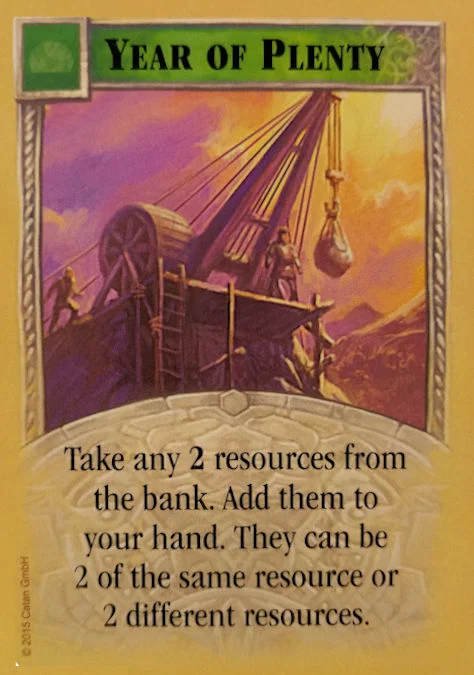 YEAR OF PLENTY
Take any 2 resources from
the bank. Add them to
your hand. They can be
2 of the same resource or
2 different resources.
© 2015 Catan GmbH